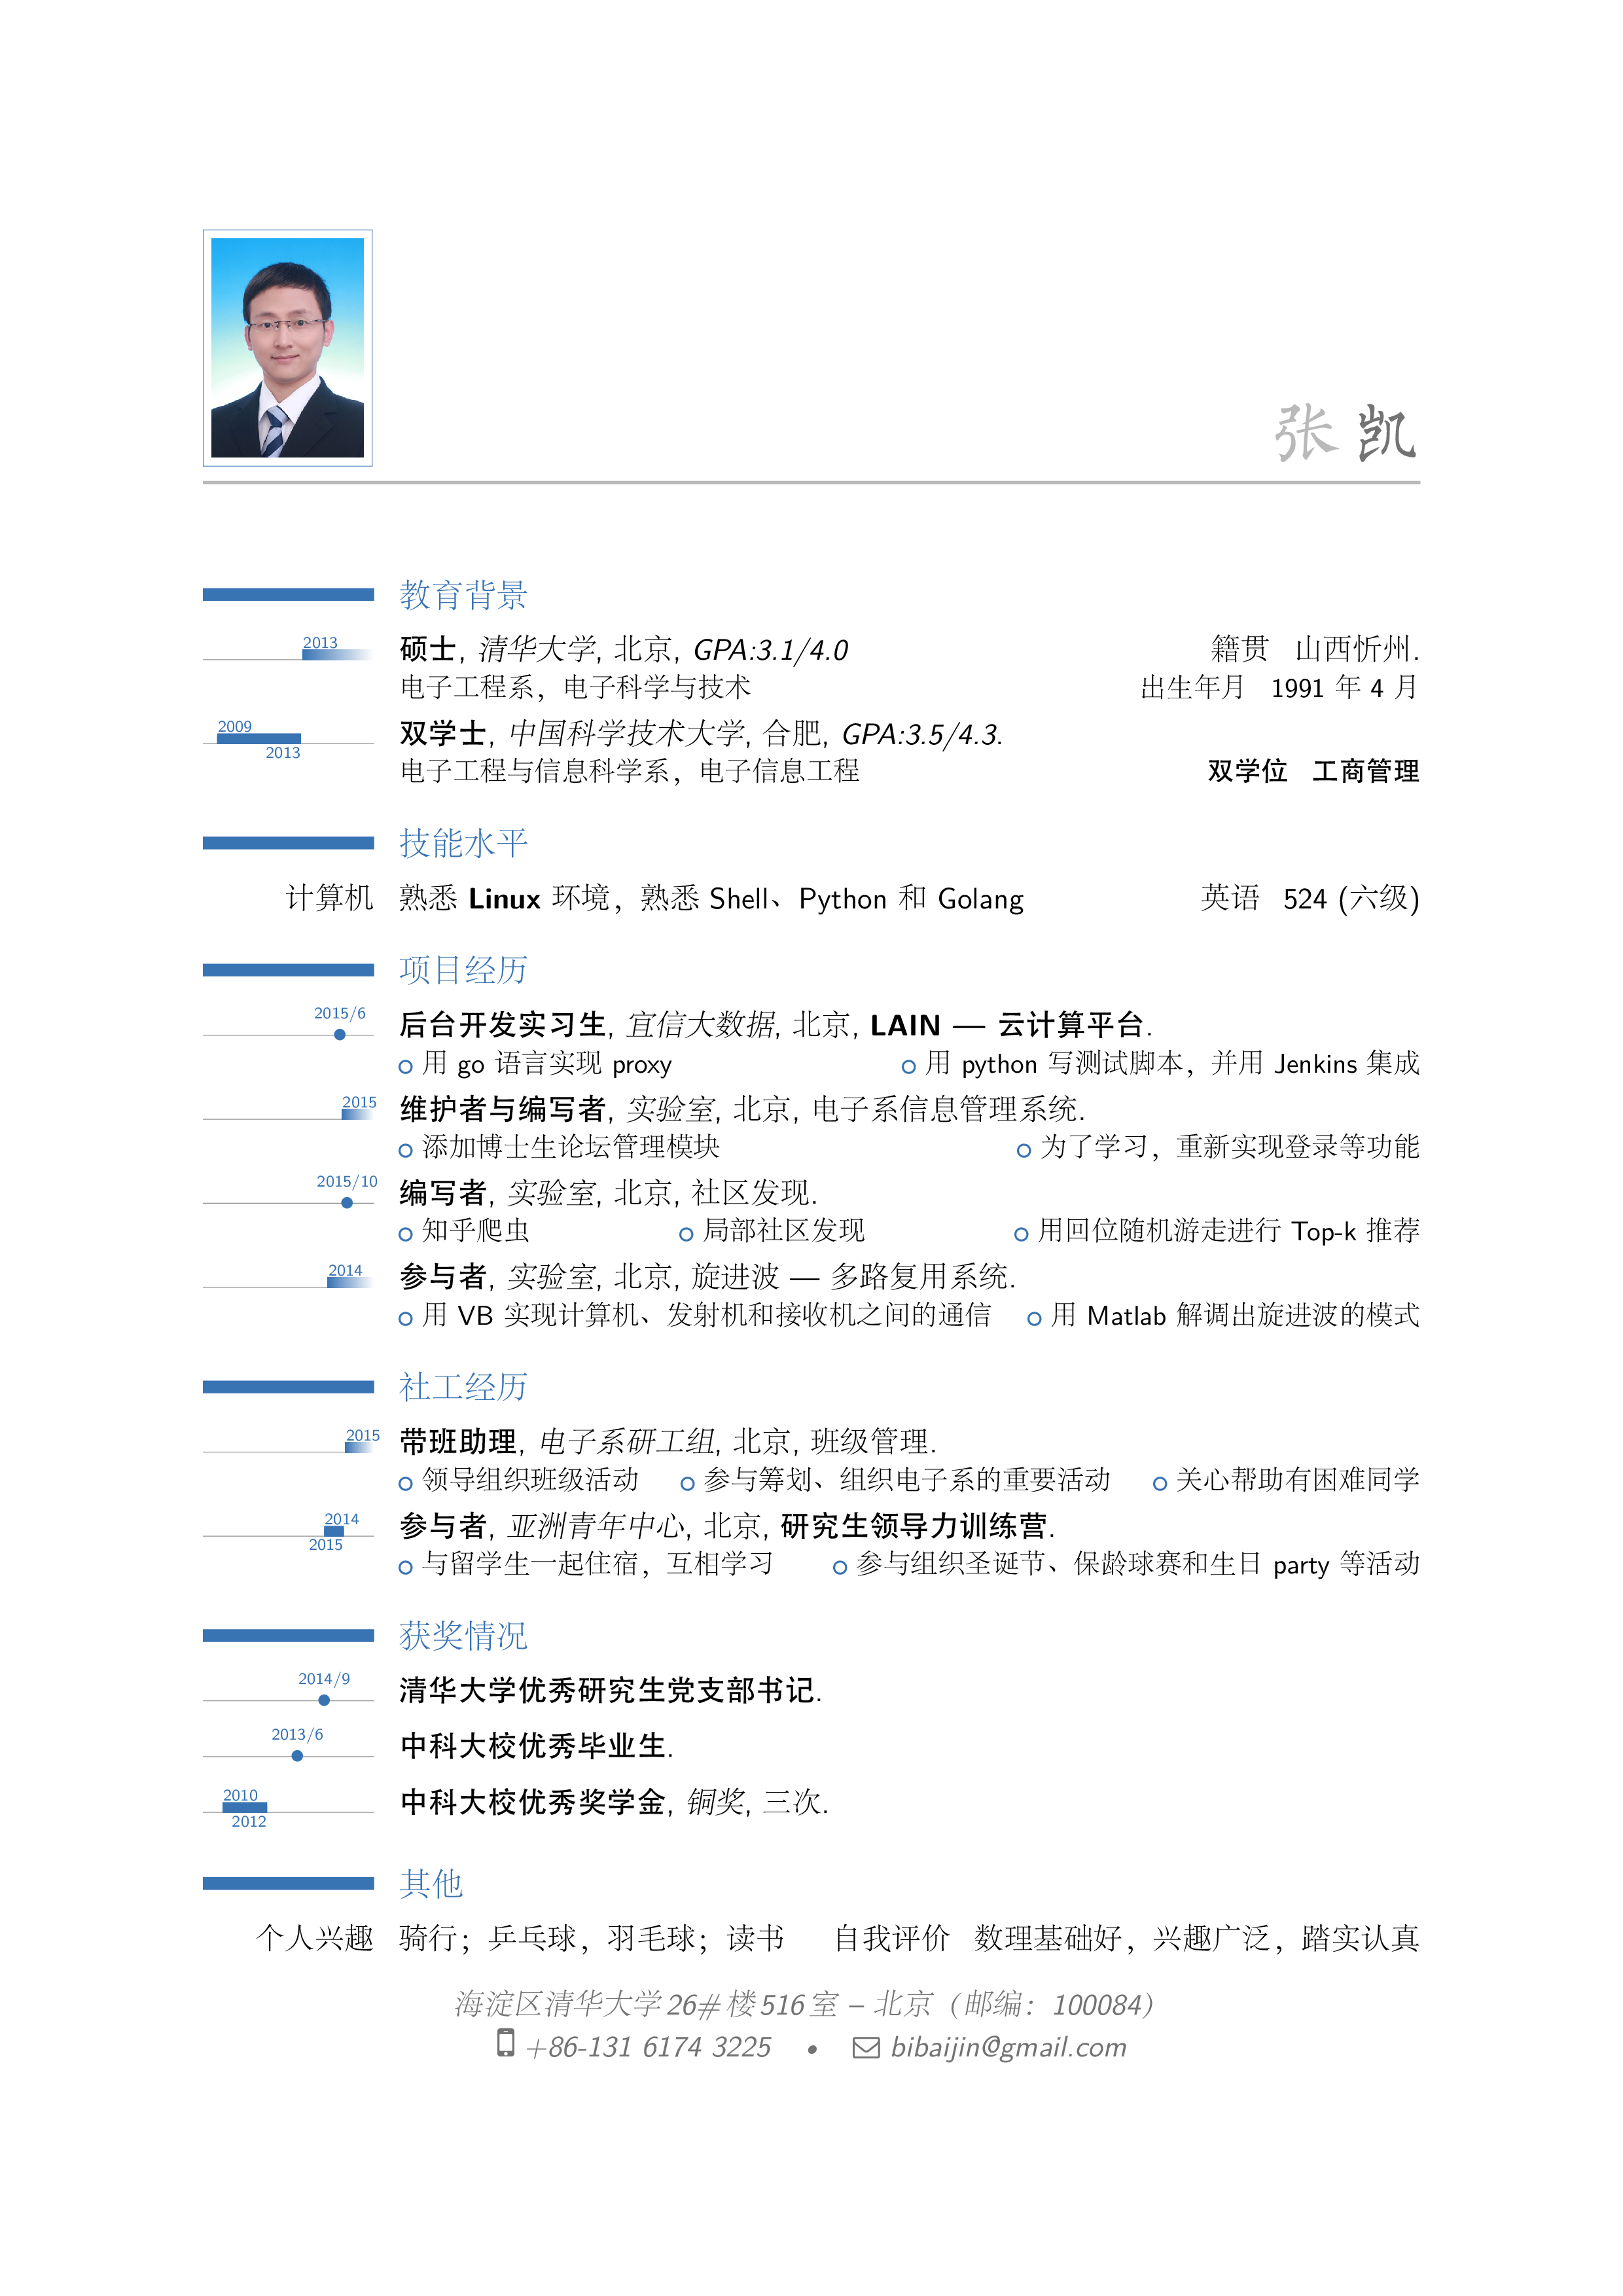 张 凯
教育背景
2013
硕士, 清华大学, 北京, GPA:3.1/4.0 籍贯 山西忻州.
电子工程系，电子科学与技术 出生年月 1991 年 4 月
2009
双学士, 中国科学技术大学, 合肥, GPA:3.5/4.3.
2013
电子工程与信息科学系，电子信息工程 双学位 工商管理
技能水平
计算机 熟悉 Linux 环境，熟悉 Shell、Python 和 Golang 英语 524 (六级)
项目经历
2015/6
后台开发实习生, 宜信大数据, 北京, LAIN — 云计算平台.
用 go 语言实现 proxy 用 python 写测试脚本，并用 Jenkins 集成
2015
维护者与编写者, 实验室, 北京, 电子系信息管理系统.
添加博士生论坛管理模块 为了学习，重新实现登录等功能
2015/10
编写者, 实验室, 北京, 社区发现.
知乎爬虫 局部社区发现 用回位随机游走进行 Top-k 推荐
2014
参与者, 实验室, 北京, 旋进波 — 多路复用系统.
用 VB 实现计算机、发射机和接收机之间的通信 用 Matlab 解调出旋进波的模式
社工经历
2015
带班助理, 电子系研工组, 北京, 班级管理.
领导组织班级活动 参与筹划、组织电子系的重要活动 关心帮助有困难同学
2014
参与者, 亚洲青年中心, 北京, 研究生领导力训练营.
2015
与留学生一起住宿，互相学习 参与组织圣诞节、保龄球赛和生日 party 等活动
获奖情况
2014/9
清华大学优秀研究生党支部书记.
2013/6
中科大校优秀毕业生.
2010
中科大校优秀奖学金, 铜奖, 三次.
2012
其他
个人兴趣 骑行；乒乓球，羽毛球；读书 自我评价 数理基础好，兴趣广泛，踏实认真
海淀区清华大学 26# 楼 516 室 – 北京（邮编：100084）
+86-131 6174 3225 • bibaijin@gmail.com